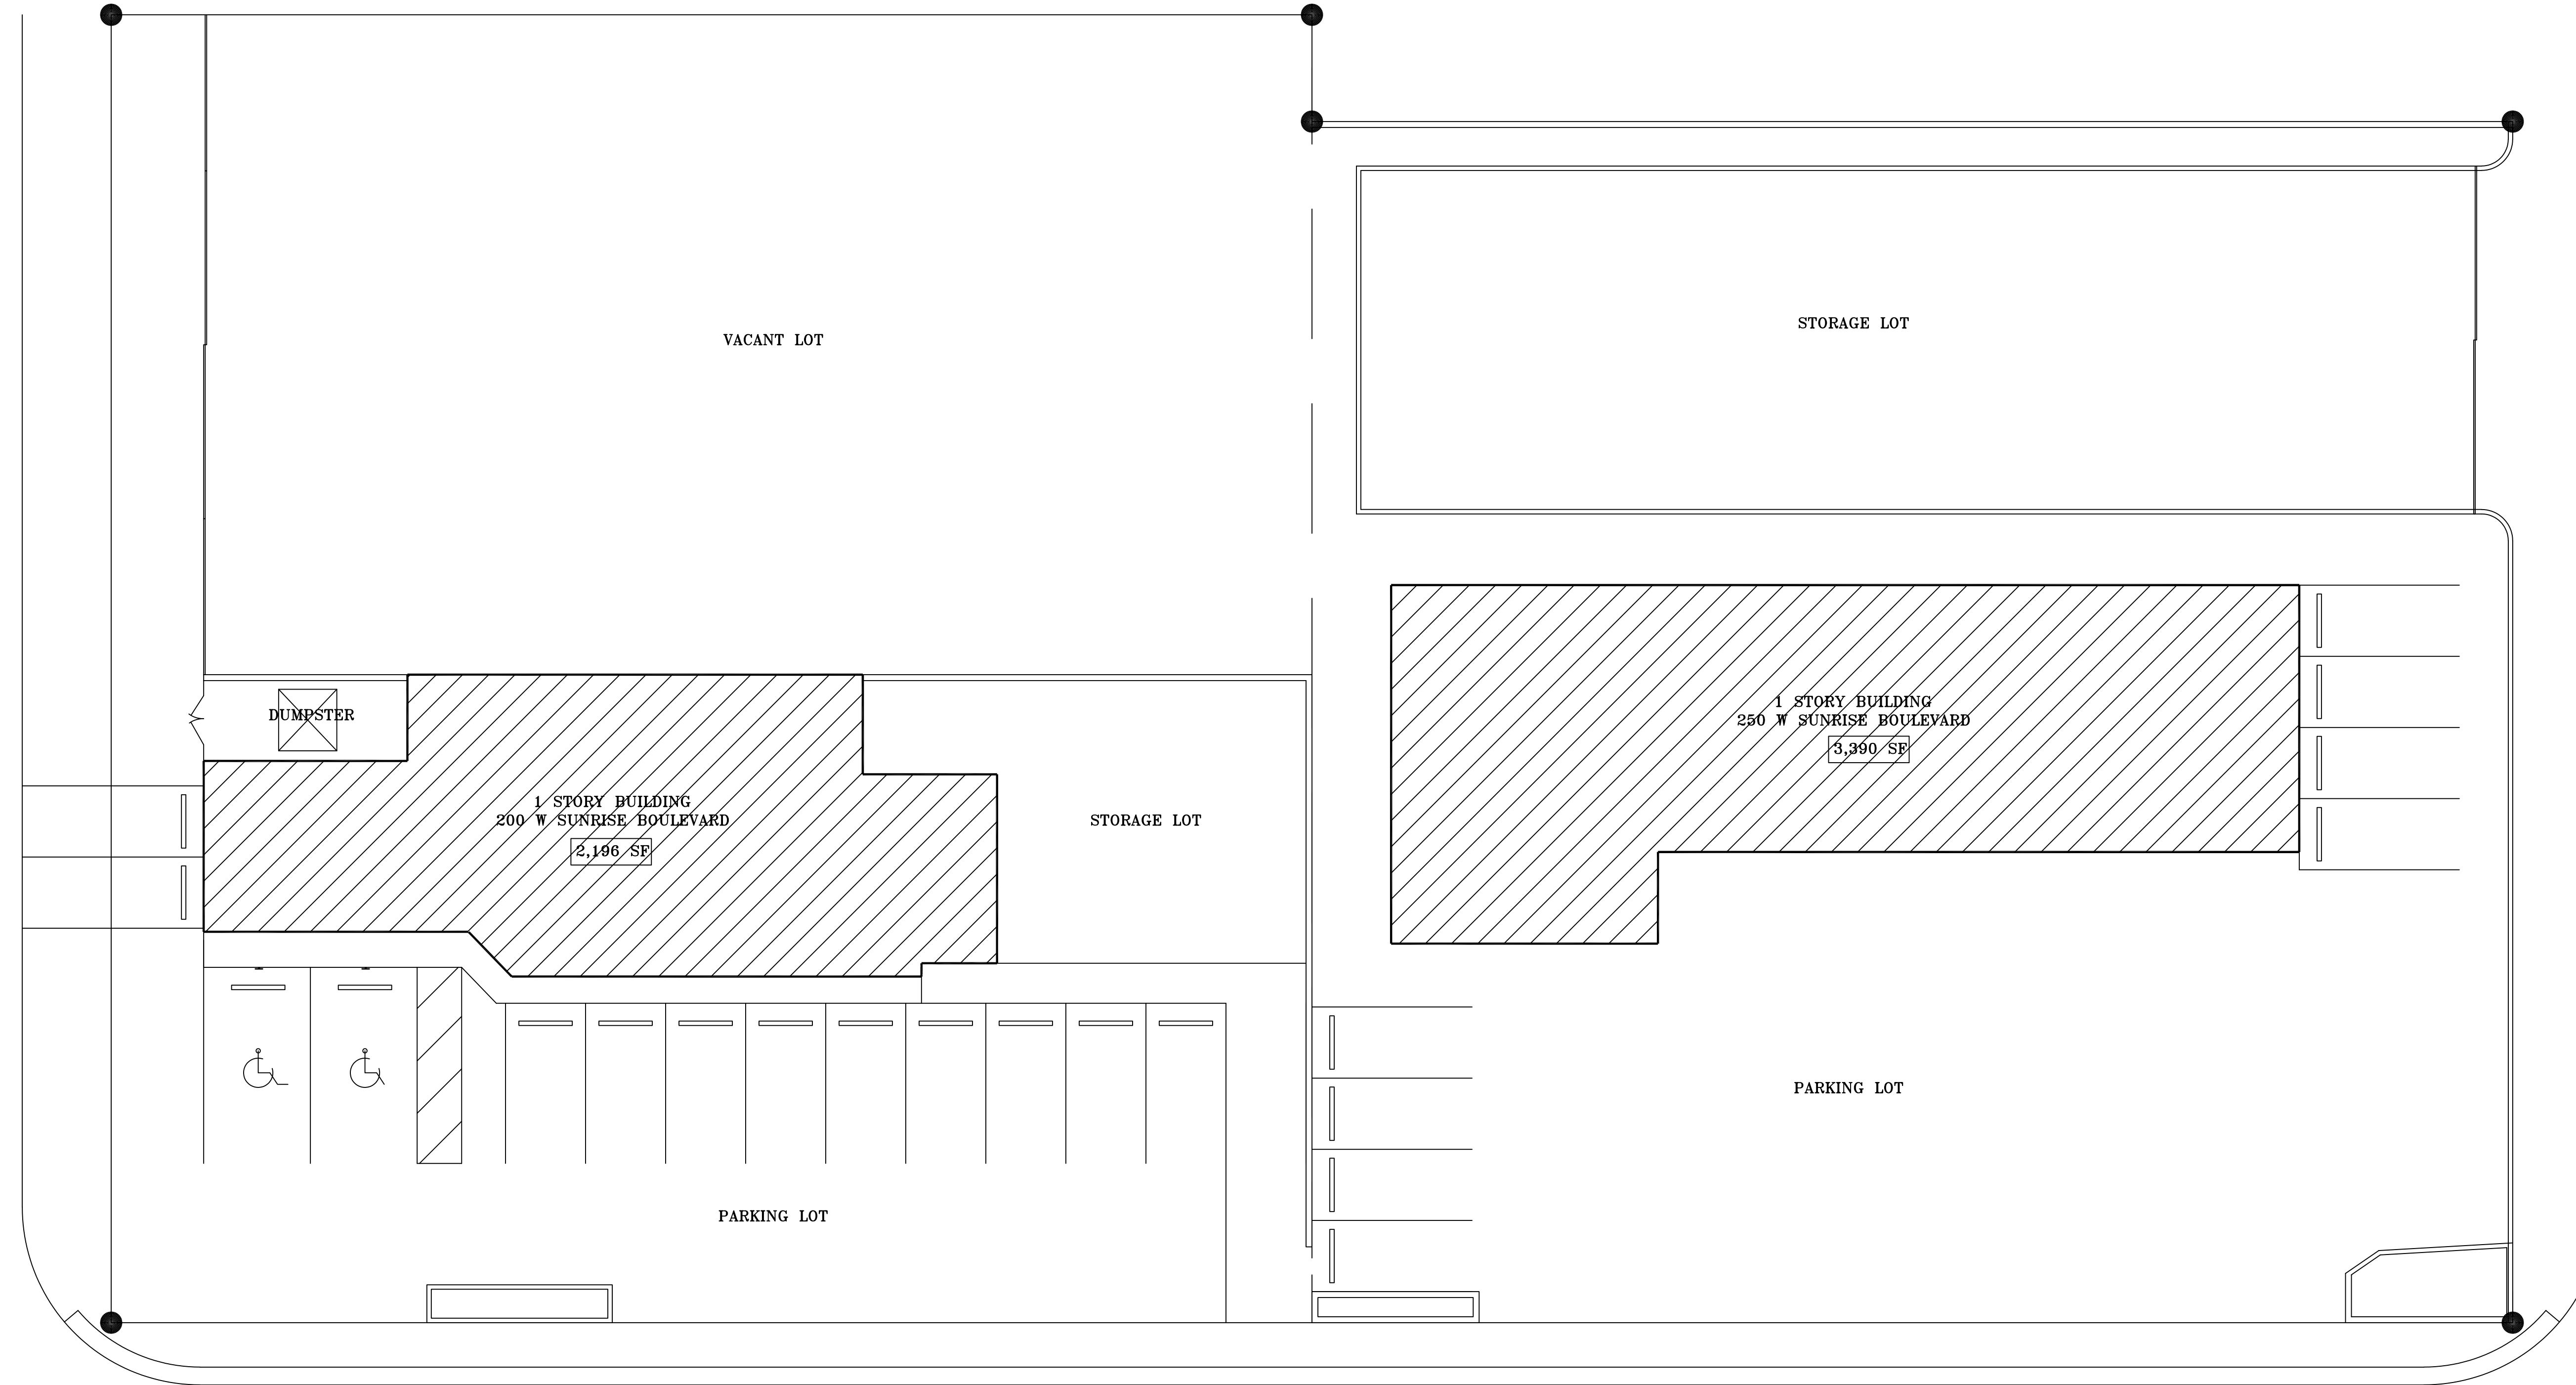 STORAGE LOT
VACANT LOT
DUMPSTER
1 STORY BUILDING
250 W SUNRISE BOULEVARD
3,390 SF
1 STORY BUILDING
200 W SUNRISE BOULEVARD
2,196 SF
STORAGE LOT
PARKING LOT
PARKING LOT